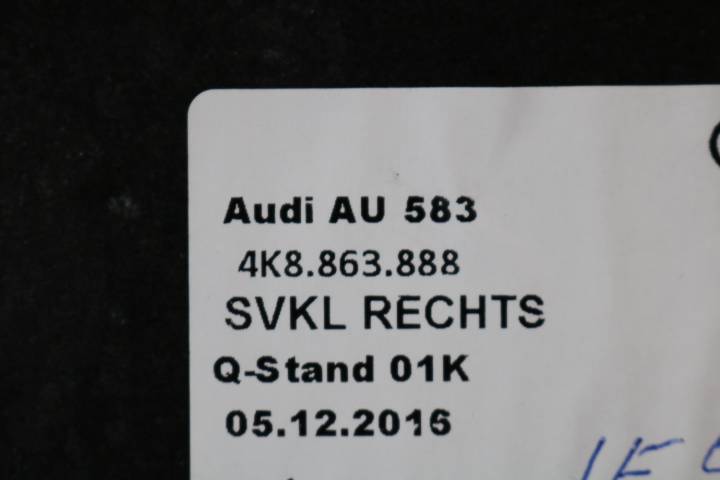 Audi AU 583
4K8.863.888
SVKL RECHTS
Q-Stand 01K
05.12.2016